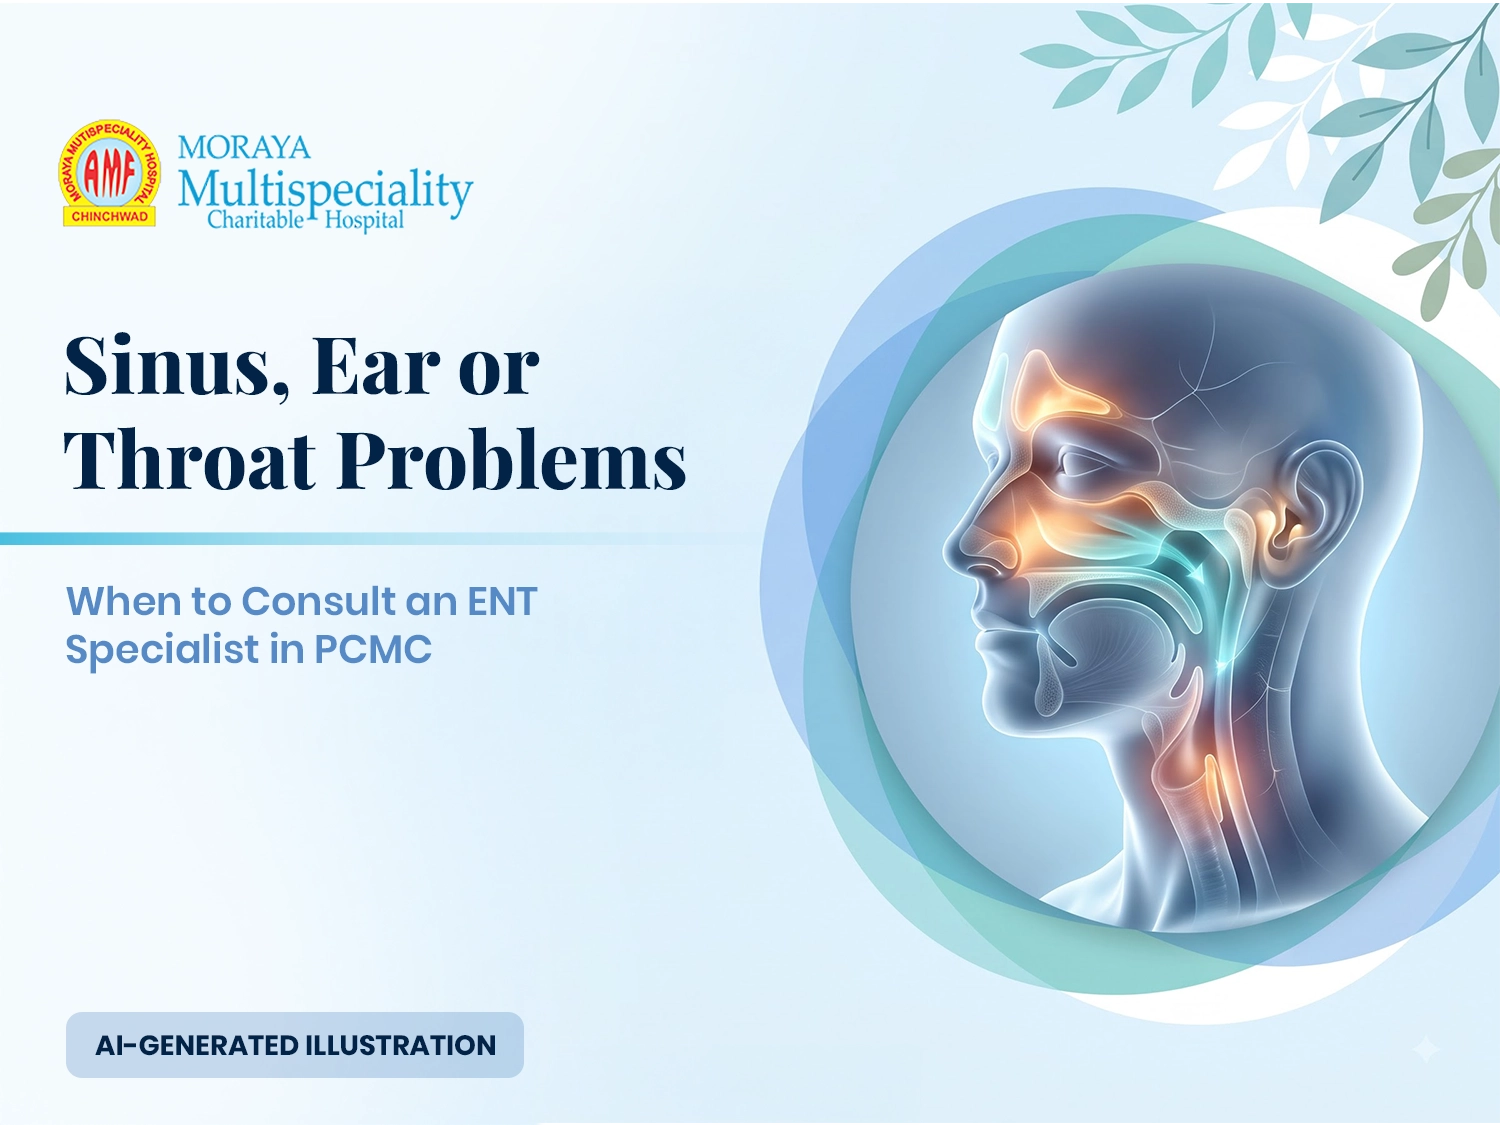 MORAYA MUTISPECIALITY HOSPITAL
AMF
CHINCHWAD
MORAYA
Multispeciality
Charitable Hospital
Sinus, Ear or
Throat Problems
When to Consult an ENT
Specialist in PCMC
AI-GENERATED ILLUSTRATION